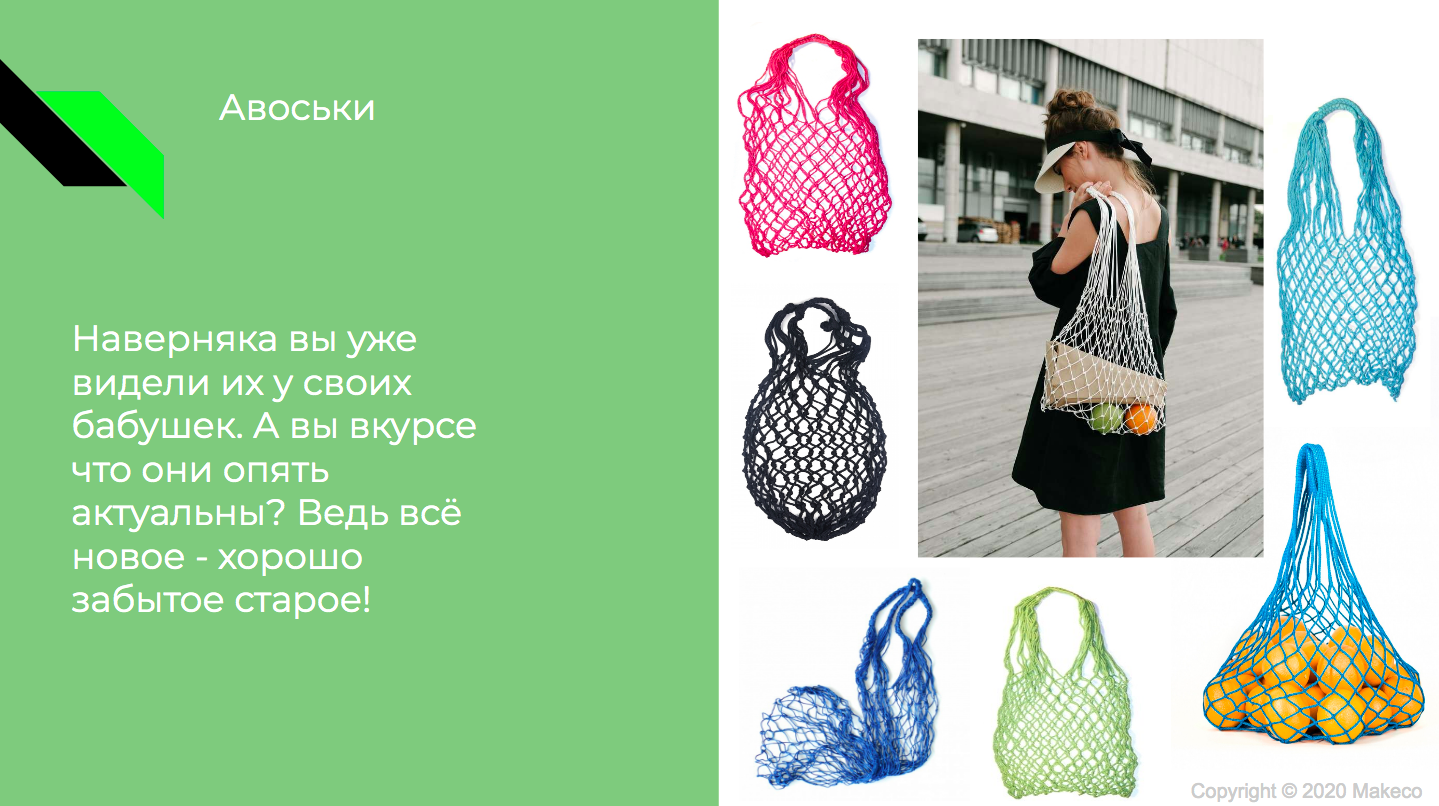 Авоськи
Наверняка вы уже
видели их у своих
бабушек. А вы вкурсе
что они опять
актуальны? Ведь всё
новое - хорошо
забытое старое!
Copyright © 2020 Makeco